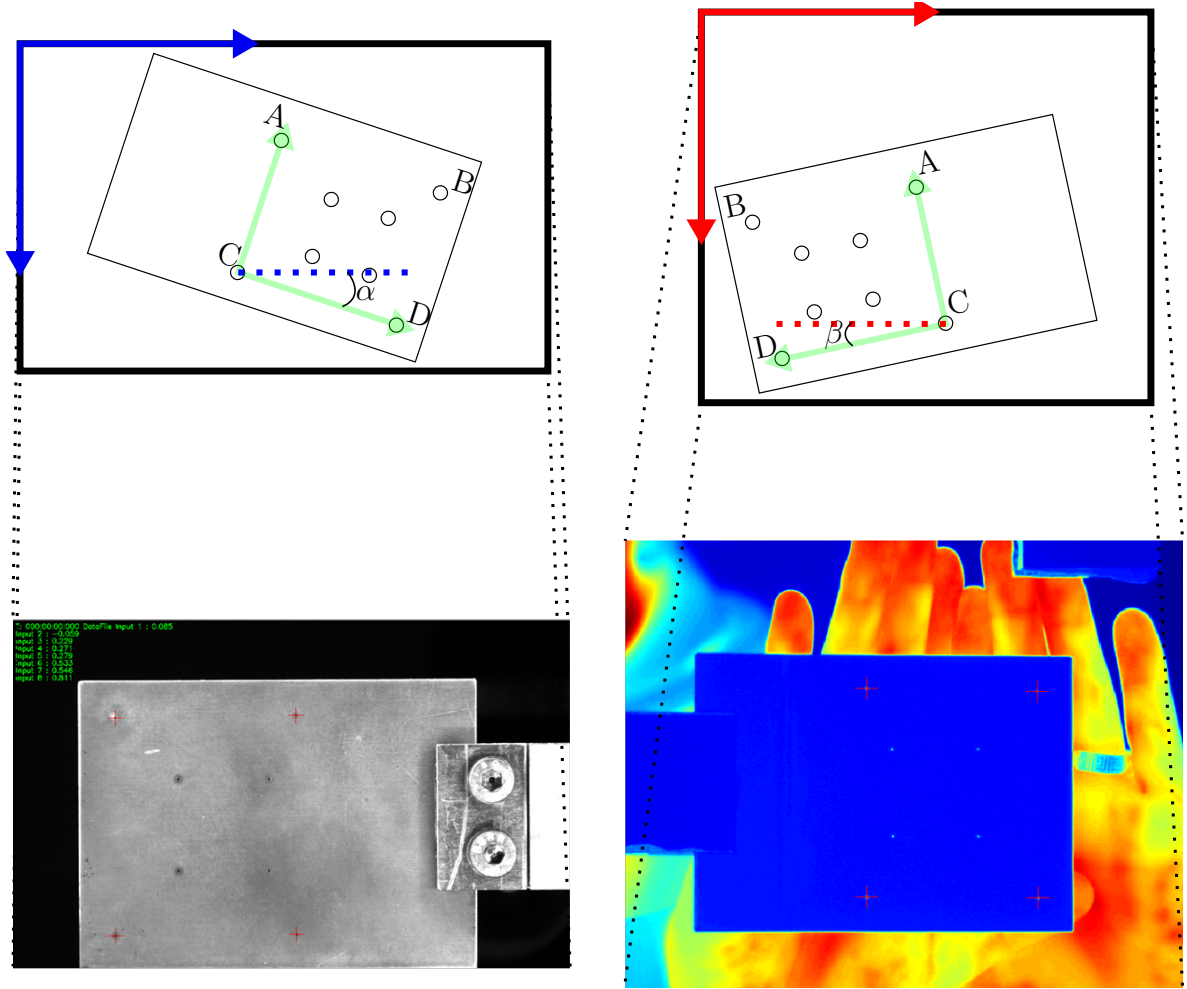 A
B
C
α
D
A
B
C
β
D
T: 000:00:00:000 DataFile Input 1 : 0.085
Input 2 : -0.059
Input 3 : 0.229
Input 4 : 0.271
Input 5 : 0.279
Input 6 : 0.533
Input 7 : 0.546
Input 8 : 0.811